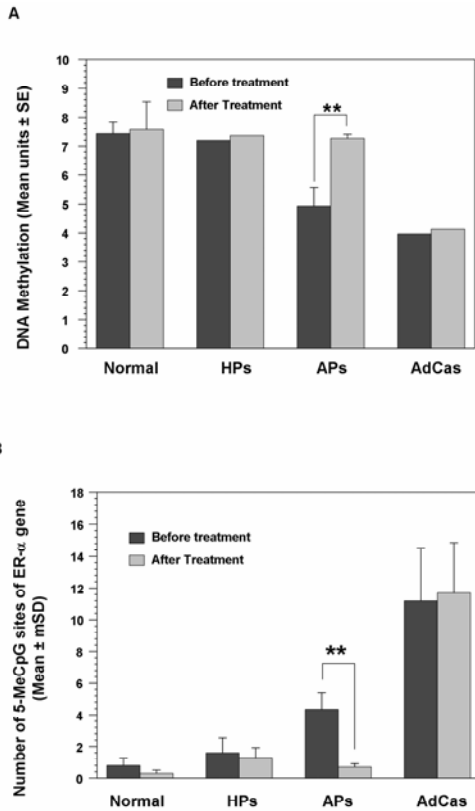 A
DNA Methylation (Mean units ± SE)
10
9
8
7
6
5
4
3
2
1
0
Before treatment
After Treatment
**
Normal HPs APs AdCas
B
Number of 5-MeCpG sites of ER-α gene
(Mean ± mSD)
18
16
14
12
10
8
6
4
2
0
Before treatment
After Treatment
**
Normal HPs APs AdCas